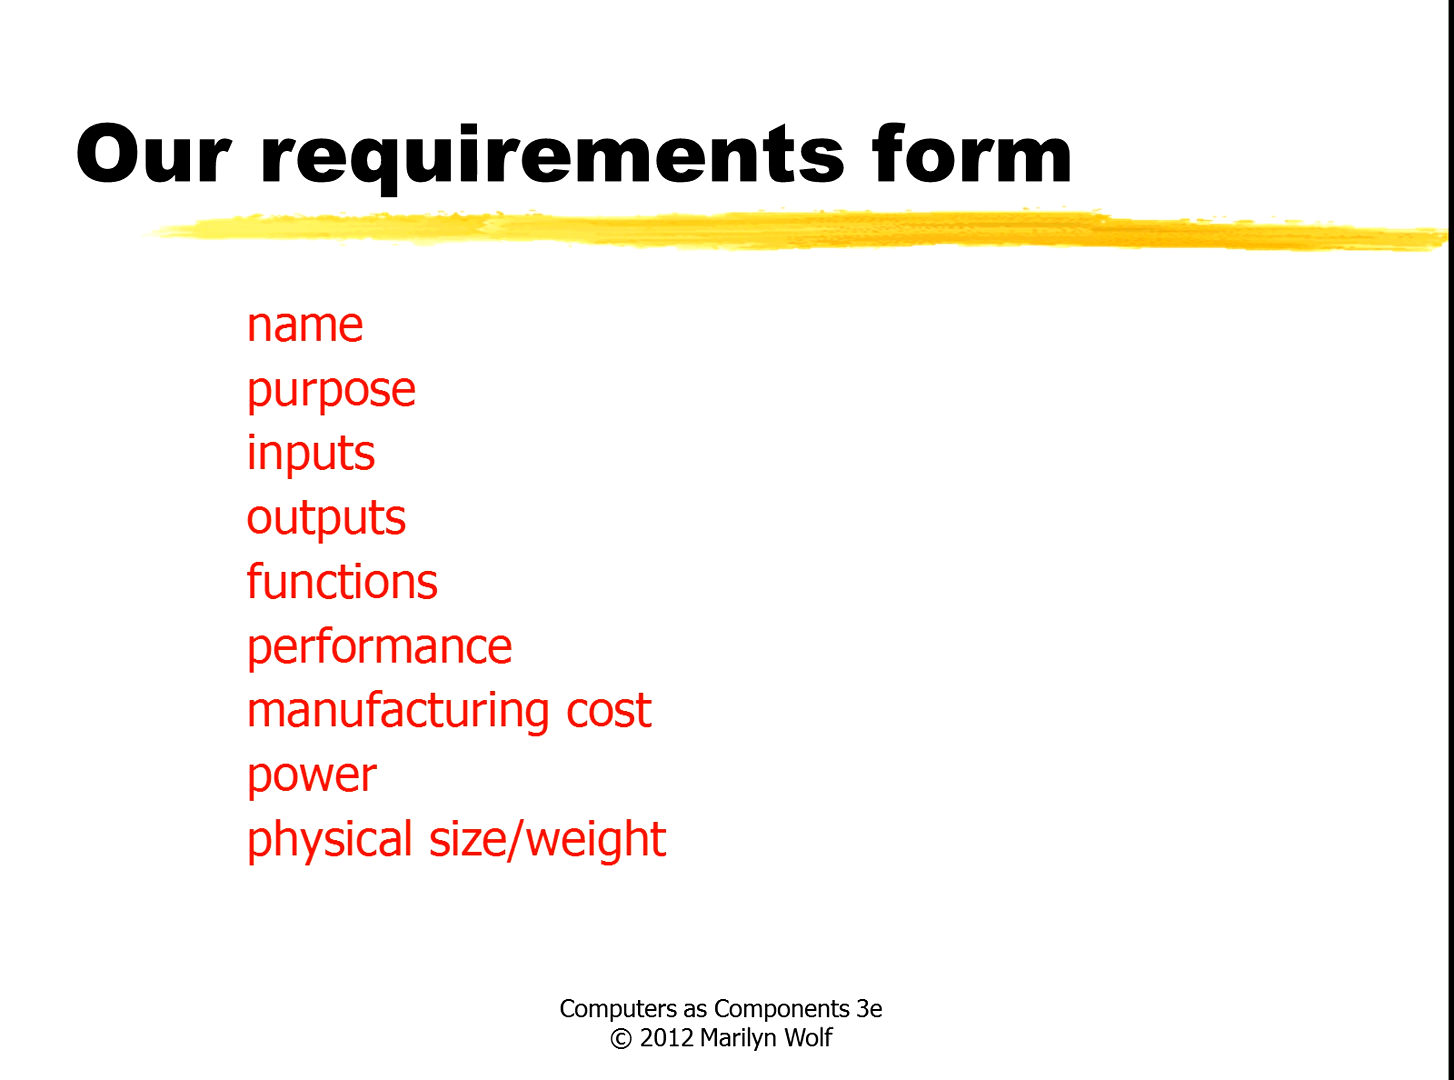 Our requirements form
name
purpose
inputs
outputs
functions
performance
manufacturing cost
power
physical size/weight
Computers as Components 3e
© 2012 Marilyn Wolf